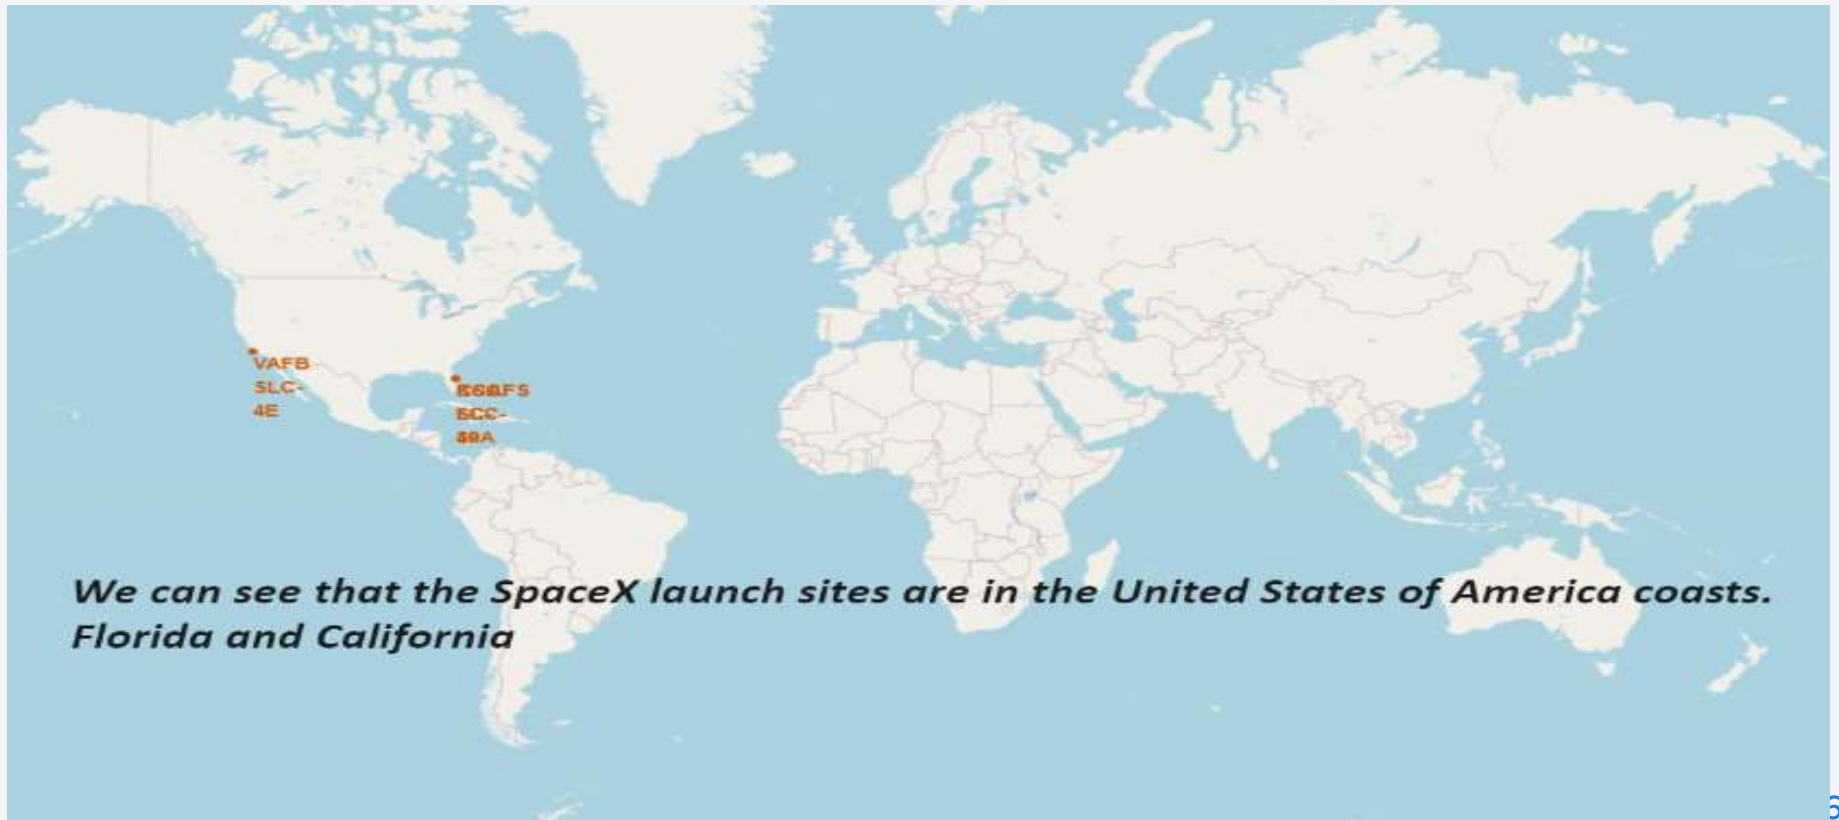 VAFB
SLC-
4E
We can see that the SpaceX launch sites are in the United States of America coasts.
Florida and California